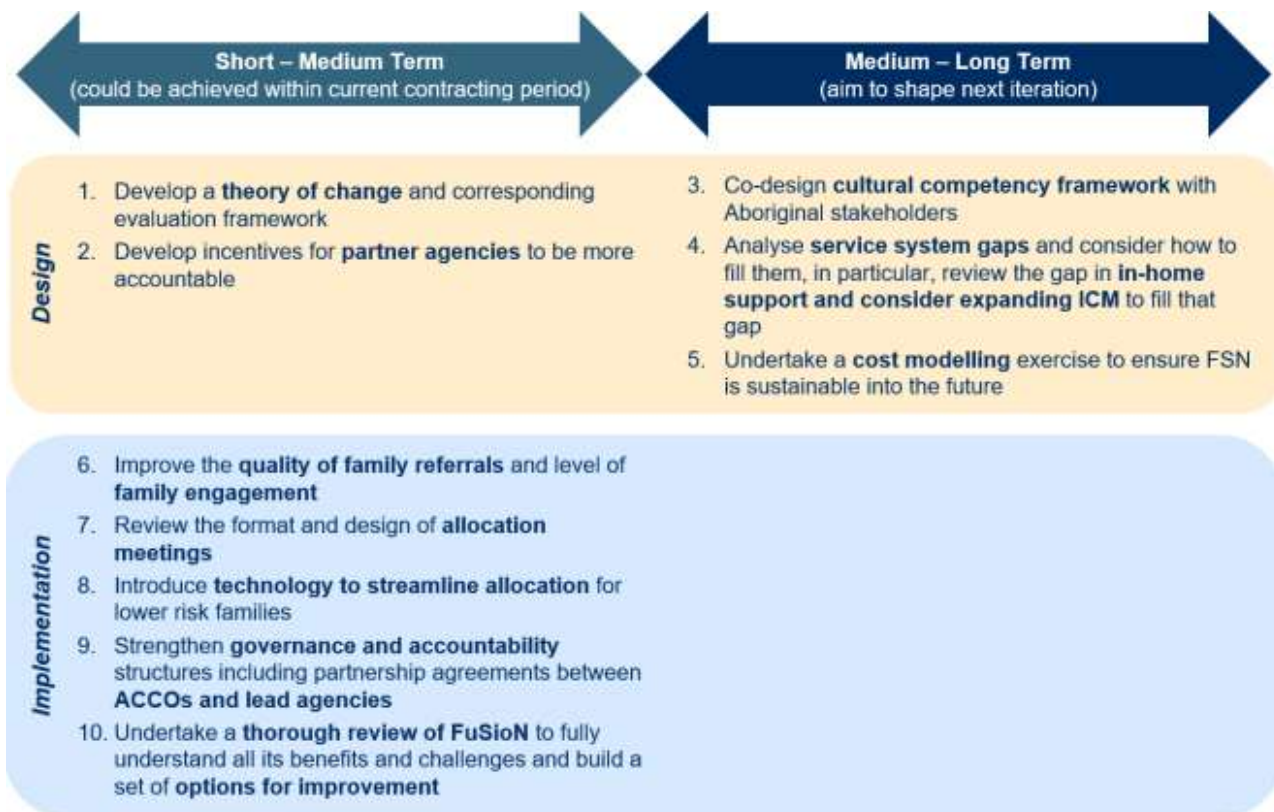 Short – Medium Term
(could be achieved within current contracting period)
Medium – Long Term
(aim to shape next iteration)
Design
1. Develop a theory of change and corresponding
evaluation framework
2. Develop incentives for partner agencies to be more
accountable
3. Co-design cultural competency framework with
Aboriginal stakeholders
4. Analyse service system gaps and consider how to
fill them, in particular, review the gap in in-home
support and consider expanding ICM to fill that
gap
5. Undertake a cost modelling exercise to ensure FSN
is sustainable into the future
Implementation
6. Improve the quality of family referrals and level of
family engagement
7. Review the format and design of allocation
meetings
8. Introduce technology to streamline allocation for
lower risk families
9. Strengthen governance and accountability
structures including partnership agreements between
ACCOs and lead agencies
10. Undertake a thorough review of FuSioN to fully
understand all its benefits and challenges and build a
set of options for improvement